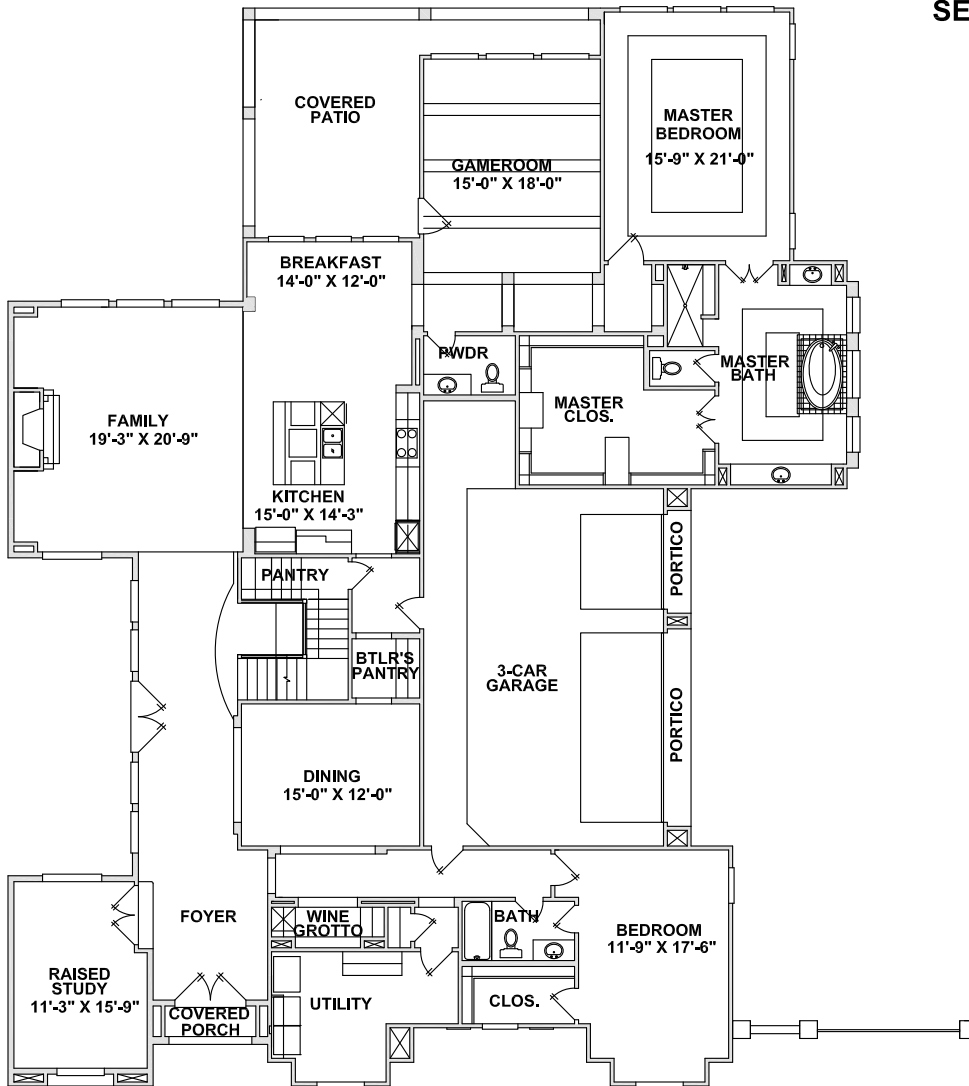 SE
COVERED
PATIO
MASTER
BEDROOM
15'-9" X 21'-0"
GAMEROOM
15'-0" X 18'-0"
BREAKFAST
14'-0" X 12'-0"
PWDR
MASTER
BATH
MASTER
CLOS.
FAMILY
19'-3" X 20'-9"
KITCHEN
15'-0" X 14'-3"
PORTICO
PANTRY
BTLR'S
PANTRY
3-CAR
GARAGE
PORTICO
DINING
15'-0" X 12'-0"
FOYER
WINE
GROTTO
BATH
BEDROOM
11'-9" X 17'-6"
RAISED
STUDY
11'-3" X 15'-9"
UTILITY
CLOS.
COVERED
PORCH